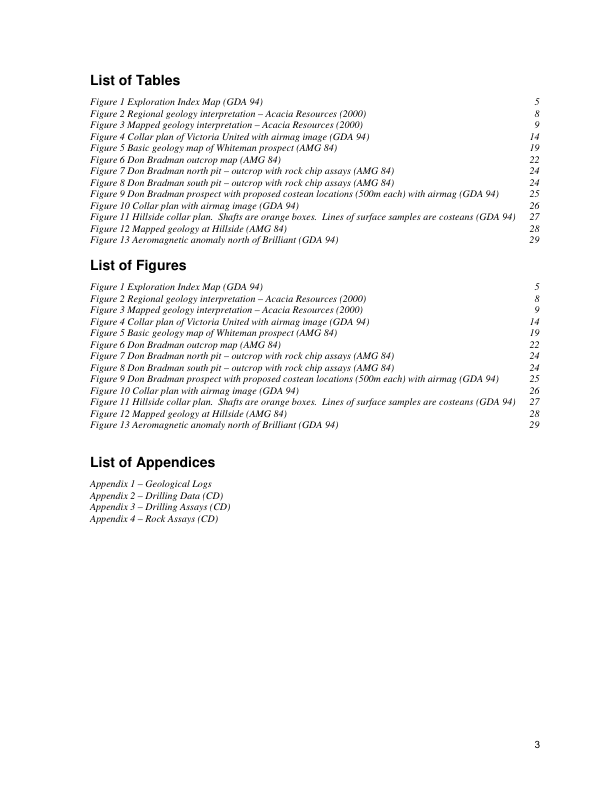 List of Tables
Figure 1 Exploration Index Map (GDA 94) 5
Figure 2 Regional geology interpretation – Acacia Resources (2000) 8
Figure 3 Mapped geology interpretation – Acacia Resources (2000) 9
Figure 4 Collar plan of Victoria United with airmag image (GDA 94) 14
Figure 5 Basic geology map of Whiteman prospect (AMG 84) 19
Figure 6 Don Bradman outcrop map (AMG 84) 22
Figure 7 Don Bradman north pit – outcrop with rock chip assays (AMG 84) 24
Figure 8 Don Bradman south pit – outcrop with rock chip assays (AMG 84) 24
Figure 9 Don Bradman prospect with proposed costean locations (500m each) with airmag (GDA 94) 25
Figure 10 Collar plan with airmag image (GDA 94) 26
Figure 11 Hillside collar plan.  Shafts are orange boxes.  Lines of surface samples are costeans (GDA 94) 27
Figure 12 Mapped geology at Hillside (AMG 84) 28
Figure 13 Aeromagnetic anomaly north of Brilliant (GDA 94) 29
List of Figures
Figure 1 Exploration Index Map (GDA 94) 5
Figure 2 Regional geology interpretation – Acacia Resources (2000) 8
Figure 3 Mapped geology interpretation – Acacia Resources (2000) 9
Figure 4 Collar plan of Victoria United with airmag image (GDA 94) 14
Figure 5 Basic geology map of Whiteman prospect (AMG 84) 19
Figure 6 Don Bradman outcrop map (AMG 84) 22
Figure 7 Don Bradman north pit – outcrop with rock chip assays (AMG 84) 24
Figure 8 Don Bradman south pit – outcrop with rock chip assays (AMG 84) 24
Figure 9 Don Bradman prospect with proposed costean locations (500m each) with airmag (GDA 94) 25
Figure 10 Collar plan with airmag image (GDA 94) 26
Figure 11 Hillside collar plan.  Shafts are orange boxes.  Lines of surface samples are costeans (GDA 94) 27
Figure 12 Mapped geology at Hillside (AMG 84) 28
Figure 13 Aeromagnetic anomaly north of Brilliant (GDA 94) 29
List of Appendices
Appendix 1 – Geological Logs
Appendix 2 – Drilling Data (CD)
Appendix 3 – Drilling Assays (CD)
Appendix 4 – Rock Assays (CD)
3